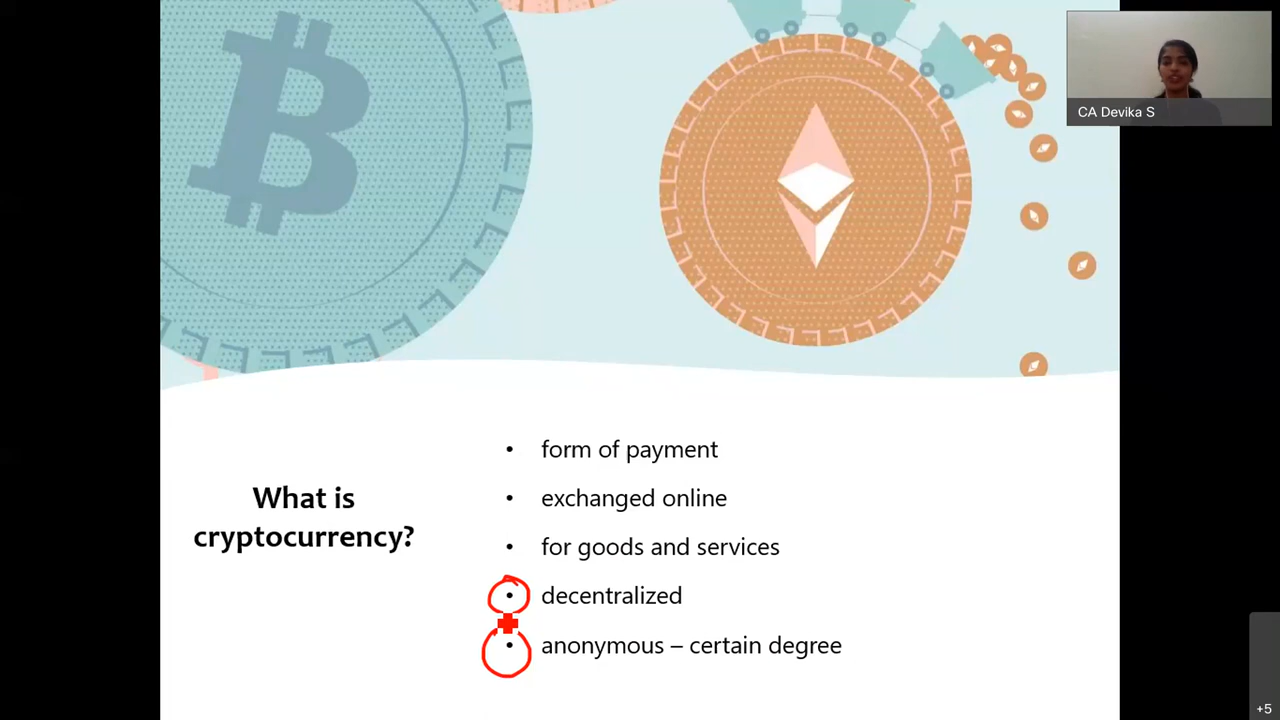 CA Devika S
What is
cryptocurrency?
• form of payment
• exchanged online
• for goods and services
• decentralized
• anonymous – certain degree
+5